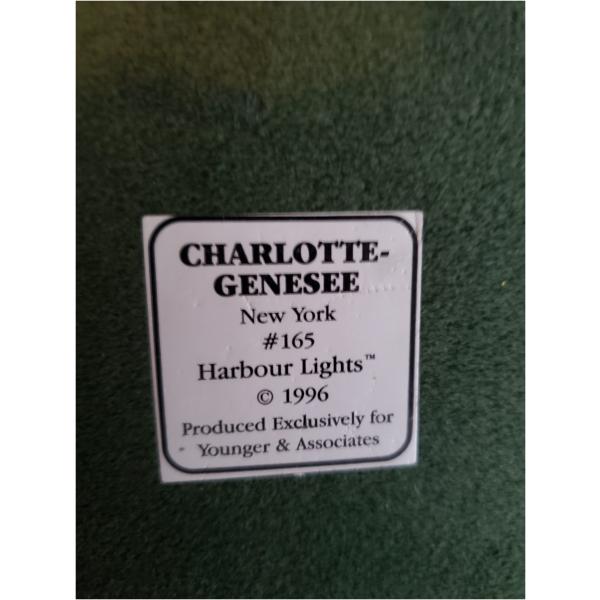 CHARLOTTE-
GENESEE
New York
#165
Harbour Lights™
© 1996
Produced Exclusively for
Younger & Associates